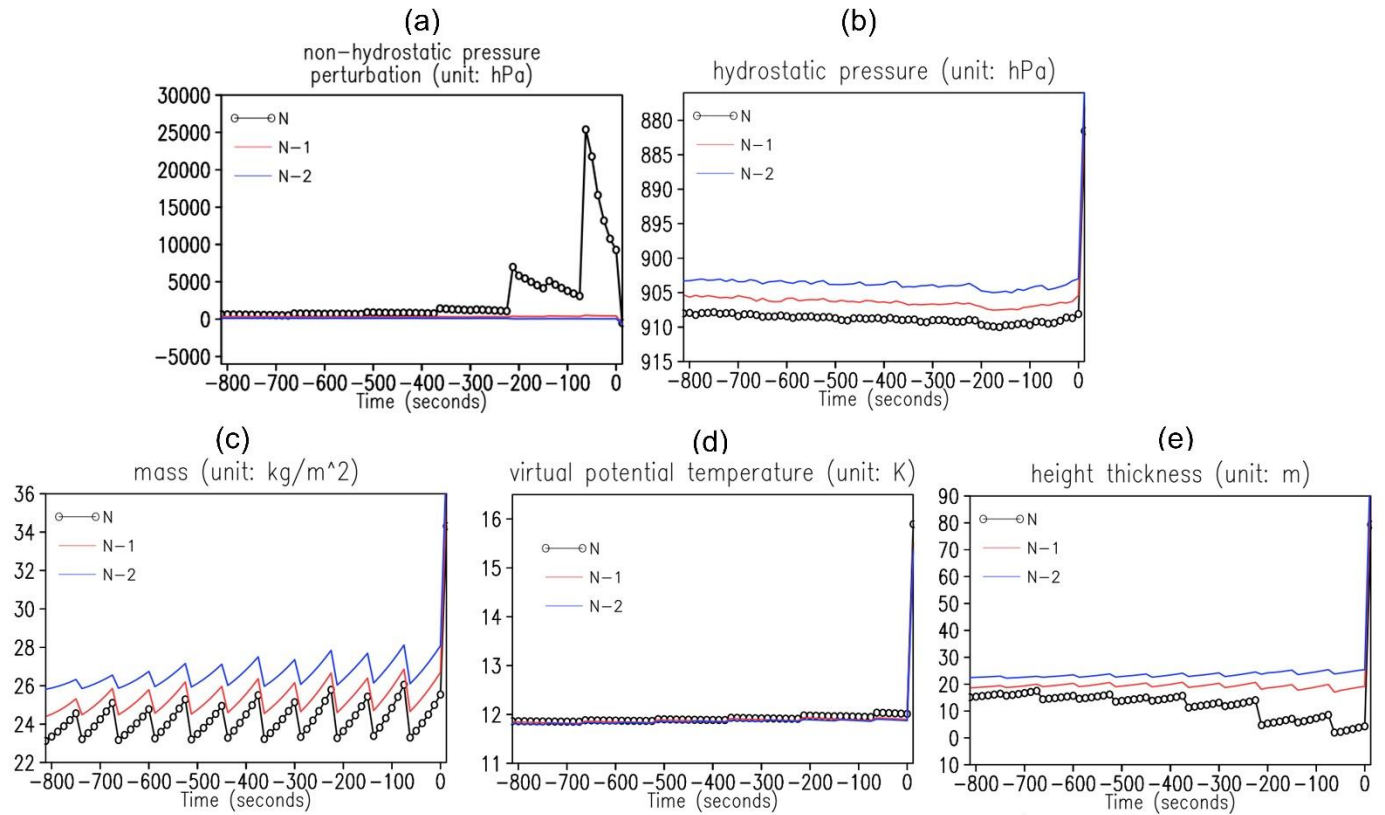 (a)
non-hydrostatic pressure
perturbation (unit: hPa)
30000
25000
20000
15000
10000
5000
0
-5000
N
N-1
N-2
-800 -700 -600 -500 -400 -300 -200 -100 0
Time (seconds)
(b)
hydrostatic pressure (unit: hPa)
880
885
890
895
900
905
910
915
N
N-1
N-2
-800 -700 -600 -500 -400 -300 -200 -100 0
Time (seconds)
(c)
mass (unit: kg/m^2)
36
34
32
30
28
26
24
22
N
N-1
N-2
-800 -700 -600 -500 -400 -300 -200 -100 0
Time (seconds)
(d)
virtual potential temperature (unit: K)
16
15
14
13
12
11
N
N-1
N-2
-800 -700 -600 -500 -400 -300 -200 -100 0
Time (seconds)
(e)
height thickness (unit: m)
90
80
70
60
50
40
30
20
10
0
10
N
N-1
N-2
-800 -700 -600 -500 -400 -300 -200 -100 0
Time (seconds)